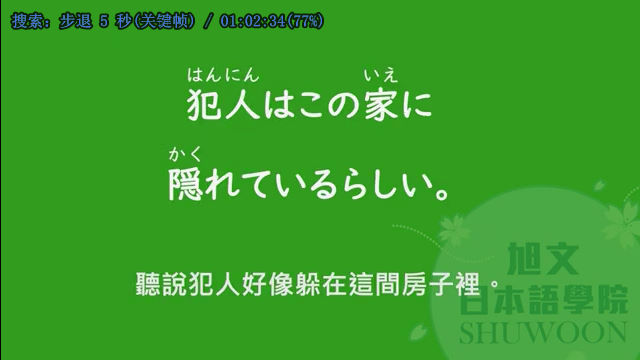 搜索: 步退 5 秒(关键帧) / 01:02:34(77%)
はんにん いえ
犯人はこの家に
かく
隠れているらしい。
聽說犯人好像躲在這間房子裡。
旭文
日本語學院
SHUWOON